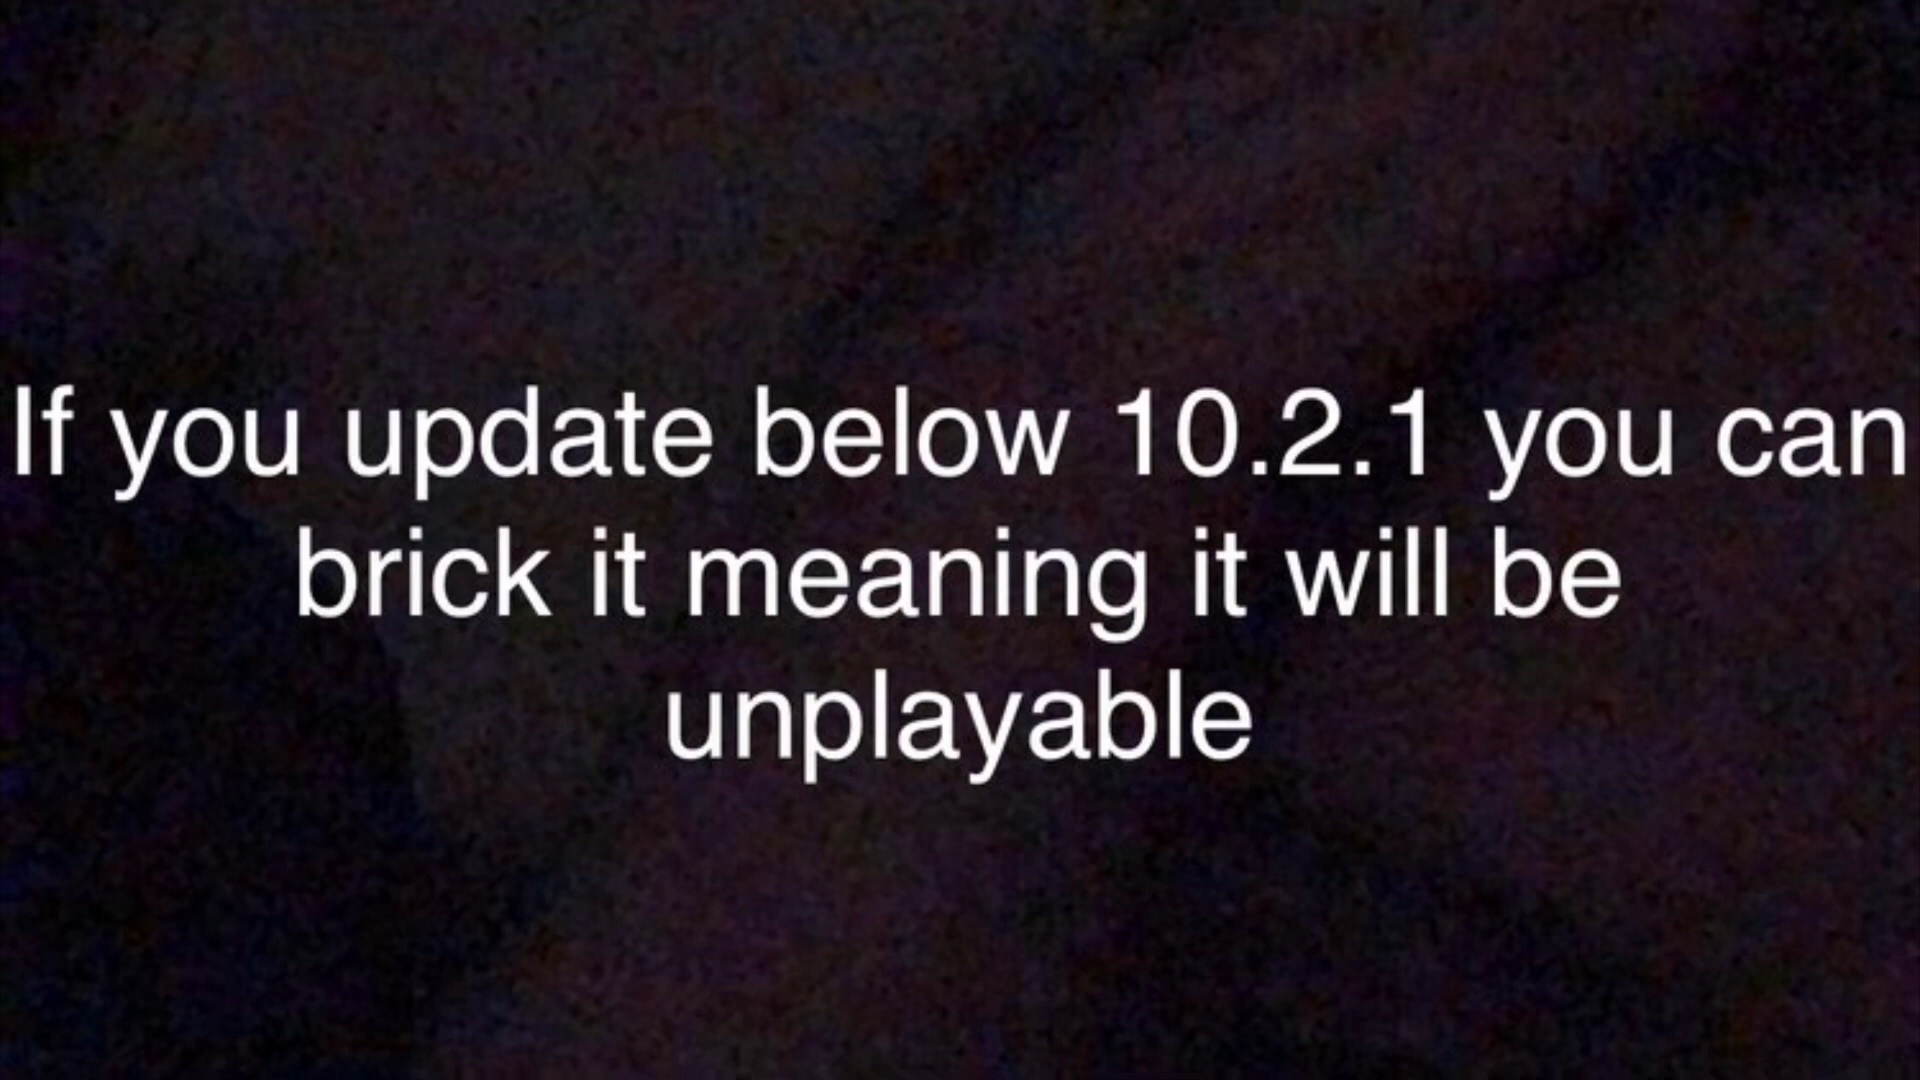 If you update below 10.2.1 you can
brick it meaning it will be
unplayable